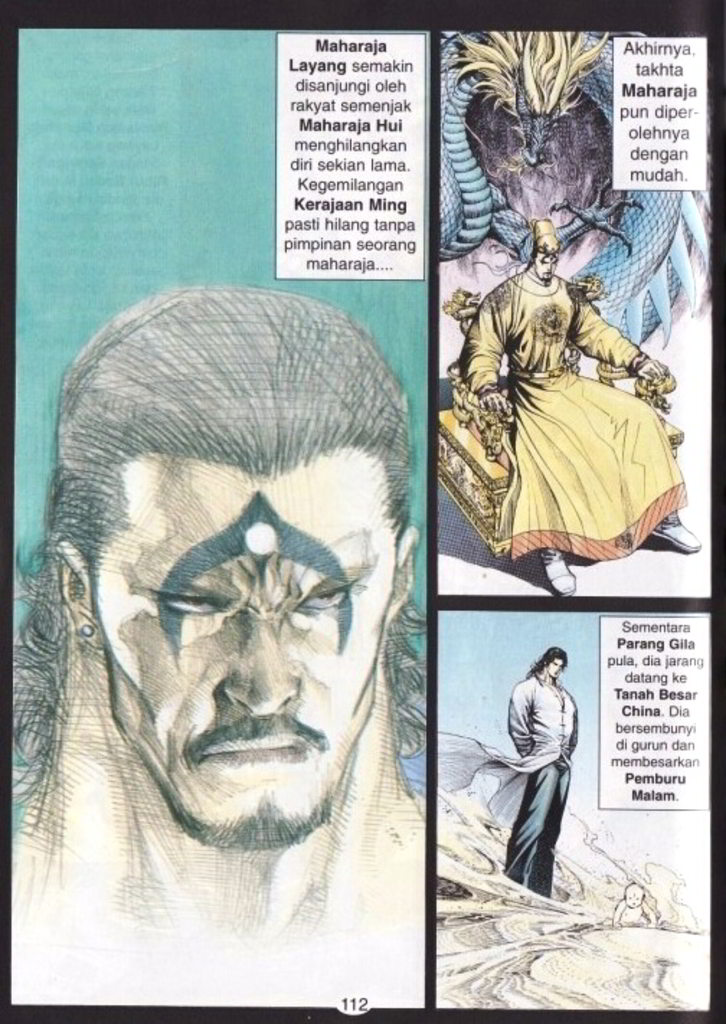 Maharaja
Layang semakin
disanjungi oleh
rakyat semenjak
Maharaja Hui
menghilangkan
diri sekian lama.
Kegemilangan
Kerajaan Ming
pasti hilang tanpa
pimpinan seorang
maharaja....
Akhirnya,
takhta
Maharaja
pun diper-
olehnya
dengan
mudah.
Sementara
Parang Gila
pula, dia jarang
datang ke
Tanah Besar
China. Dia
bersembunyi
di gurun dan
membesarkan
Pemburu
Malam.
112